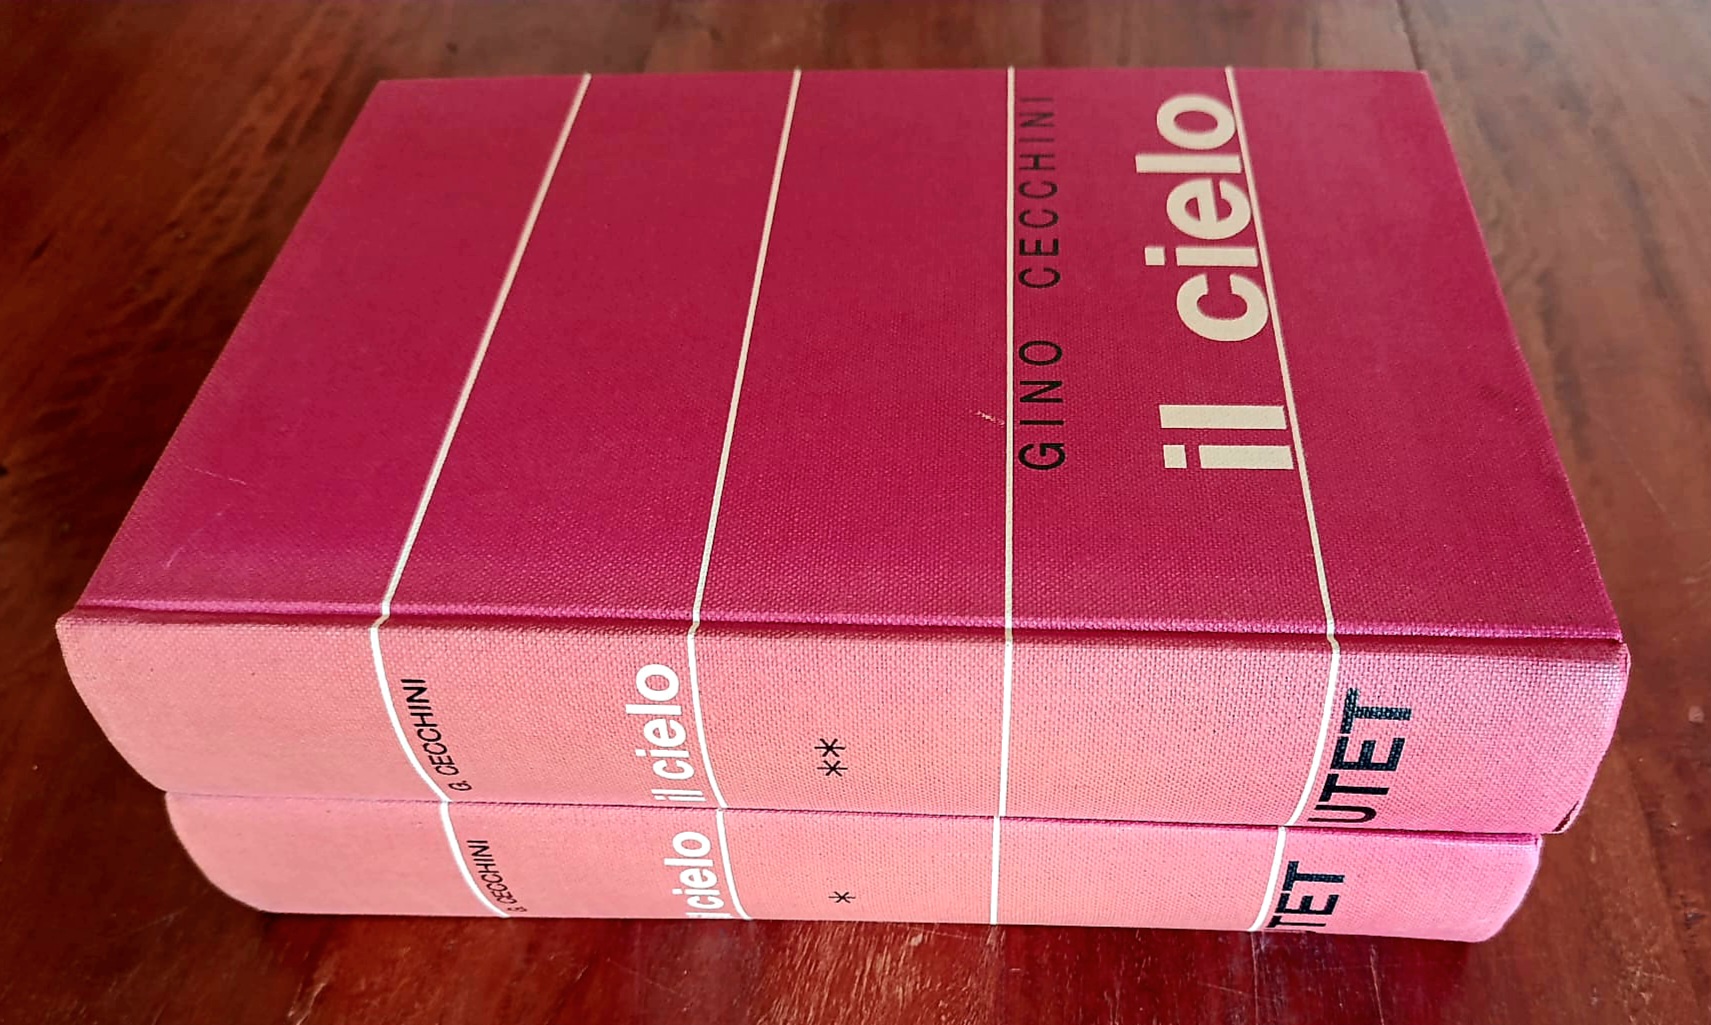 GINO CECCHINI
il cielo
G. CECCHINI
il cielo
**
UTET
G. CECCHINI
cielo
*
TET